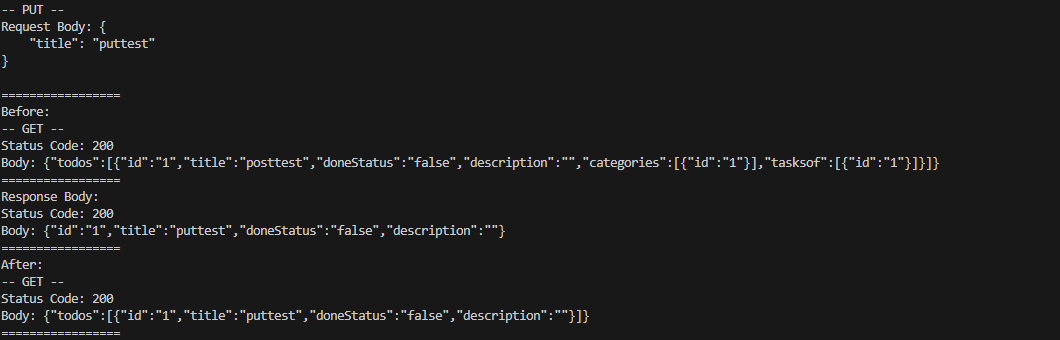 -- PUT --
Request Body: {
    "title": "puttest"
}
=================
Before:
-- GET --
Status Code: 200
Body: {"todos":[{"id":"1","title":"posttest","doneStatus":"false","description":"","categories":[{"id":"1"}],"tasksof":[{"id":"1"}]}]}
=================
Response Body:
Status Code: 200
Body: {"id":"1","title":"puttest","doneStatus":"false","description":""}
=================
After:
-- GET --
Status Code: 200
Body: {"todos":[{"id":"1","title":"puttest","doneStatus":"false","description":""}]}
=================